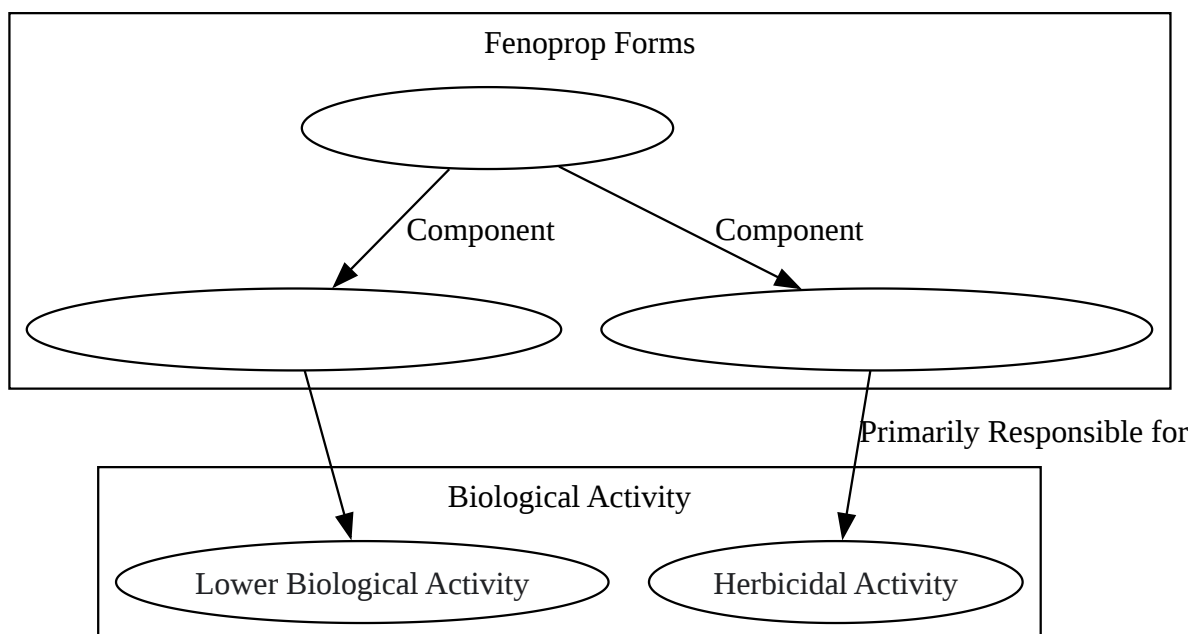 Fenoprop Forms
Component
Component
Primarily Responsible for
Biological Activity
Lower Biological Activity
Herbicidal Activity